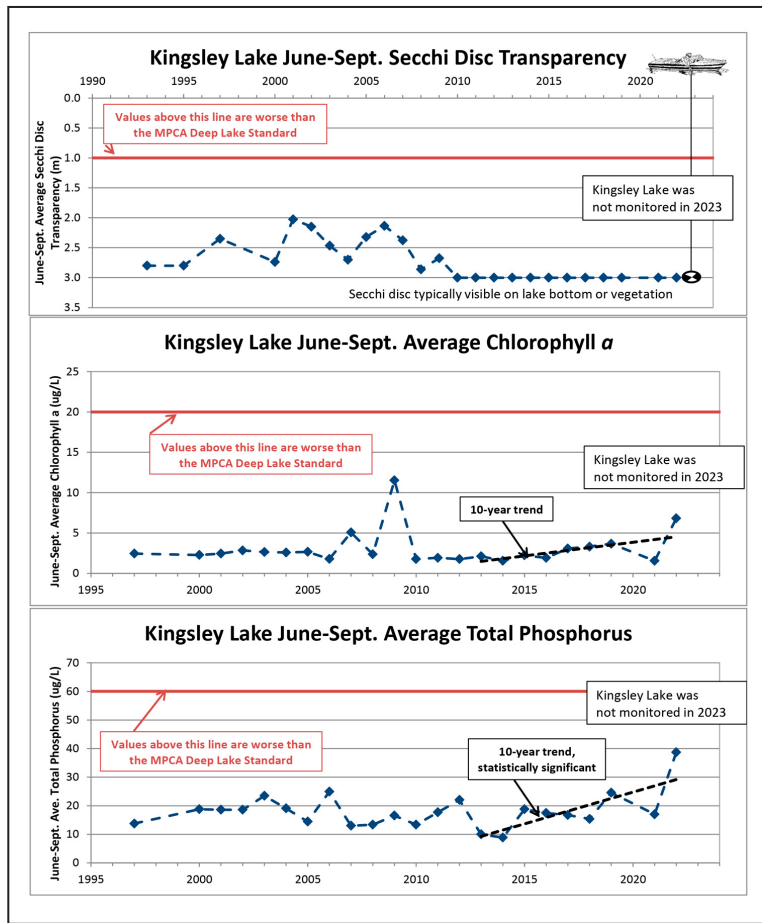 Kingsley Lake June-Sept. Secchi Disc Transparency
1990 1995 2000 2005 2010 2015 2020
0.0
0.5
1.0
1.5
2.0
2.5
3.0
3.5
June-Sept. Average Secchi Disc
Transparency (m)
Values above this line are worse than
the MPCA Deep Lake Standard
Kingsley Lake was
not monitored in 2023
Secchi disc typically visible on lake bottom or vegetation
Kingsley Lake June-Sept. Average Chlorophyll a
25
20
15
10
5
0
June-Sept. Average Chlorophyll a (ug/L)
Values above this line are worse than
the MPCA Deep Lake Standard
Kingsley Lake was
not monitored in 2023
10-year trend
1995 2000 2005 2010 2015 2020
Kingsley Lake June-Sept. Average Total Phosphorus
70
60
50
40
30
20
10
0
June-Sept. Ave. Total Phosphorus (ug/L)
Kingsley Lake was
not monitored in 2023
Values above this line are worse than
the MPCA Deep Lake Standard
10-year trend,
statistically significant
1995 2000 2005 2010 2015 2020